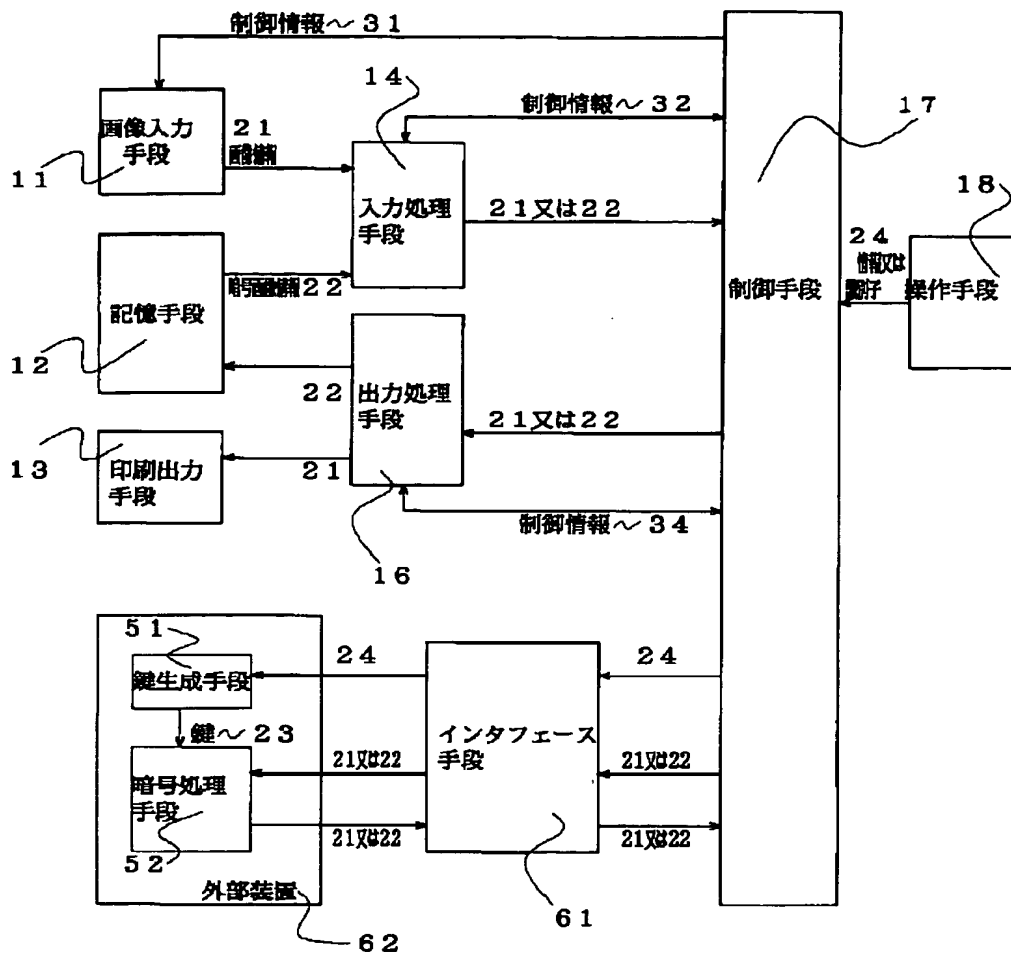 制御情報～31
14
制御情報～32
17
画像入力
手段
21
11
入力処理
手段
21又は22
18
24
情報又は
制御手段
操作手段
記憶手段
22
12
22
出力処理
手段
21又は22
13
印刷出力
手段
21
制御情報～34
16
51
24
24
鍵生成手段
鍵～23
インタフェース
手段
21又は22
21又は22
暗号処理
手段
52
21又は22
21又は22
外部装置
61
62